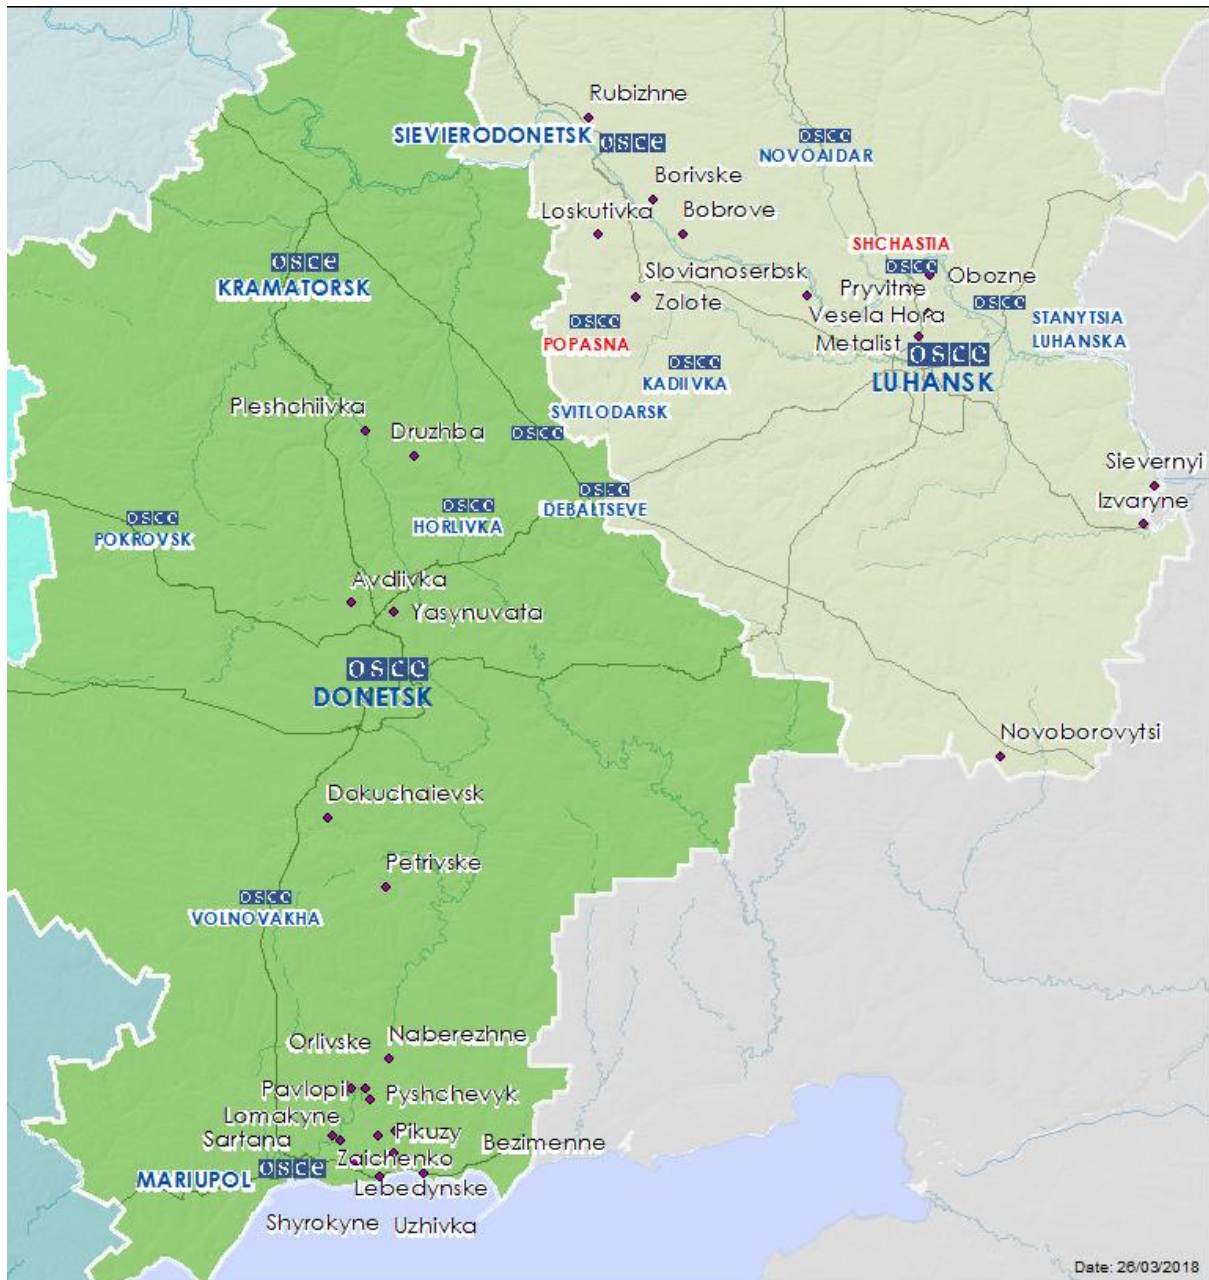 Rubizhne
SIEVIERODONETSK
osce
osce
NOVOAIDAR
Borivske
Loskutivka
Bobrove
SHCHASTIA
osce
KRAMATORSK
osce
Obozne
Slovianoserbsk
Pryvitne
Zolote
osce
STANYTSIA
LUHANSKA
Vesela Hora
osce
POPASNA
Metalist
osce
LUHANSK
osce
KADIIVKA
Pleshchiivka
SVITLODARSK
osce
Druzhba
Sievernyi
Izvaryne
osce
DEBALTSEVE
osce
HORLIVKA
osce
POKROVSK
Avdiivka
Yasynuvata
osce
DONETSK
Novoborovytsi
Dokuchaievsk
Petrivske
osce
VOLNOVAKHA
Orlivske
Naberezhne
Pavlopil
Pyshchevyk
Lomakyne
Sartana
Pikuzy
Bezimenne
Zaichenko
MARIUPOL
osce
Lebedynske
Shyrokyne
Uzhivka
Date: 26/03/2018